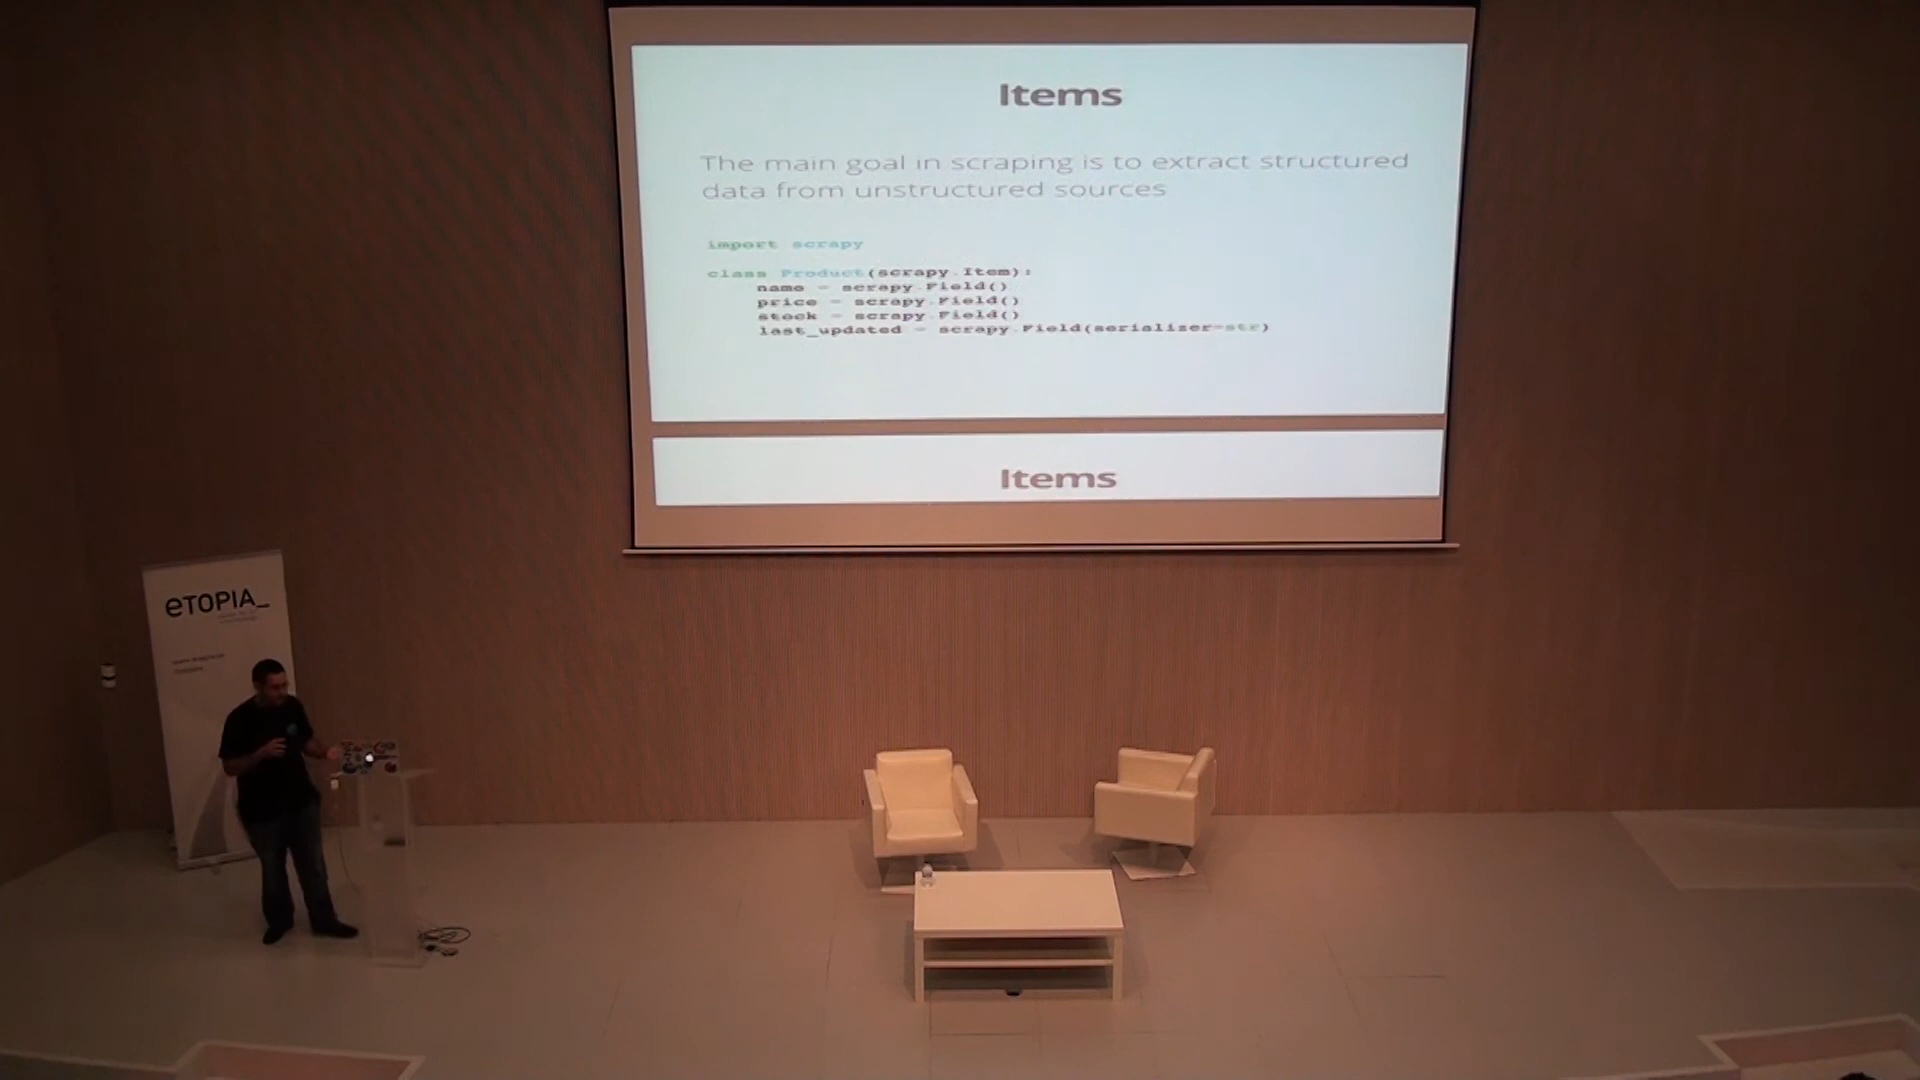 Items
The main goal in scraping is to extract structured
data from unstructured sources
import scrapy
class Product(scrapy.Item):
name = scrapy.Field()
price = scrapy.Field()
stock = scrapy.Field()
last_updated = scrapy.Field(serializer=str)
Items
eTOPIA_